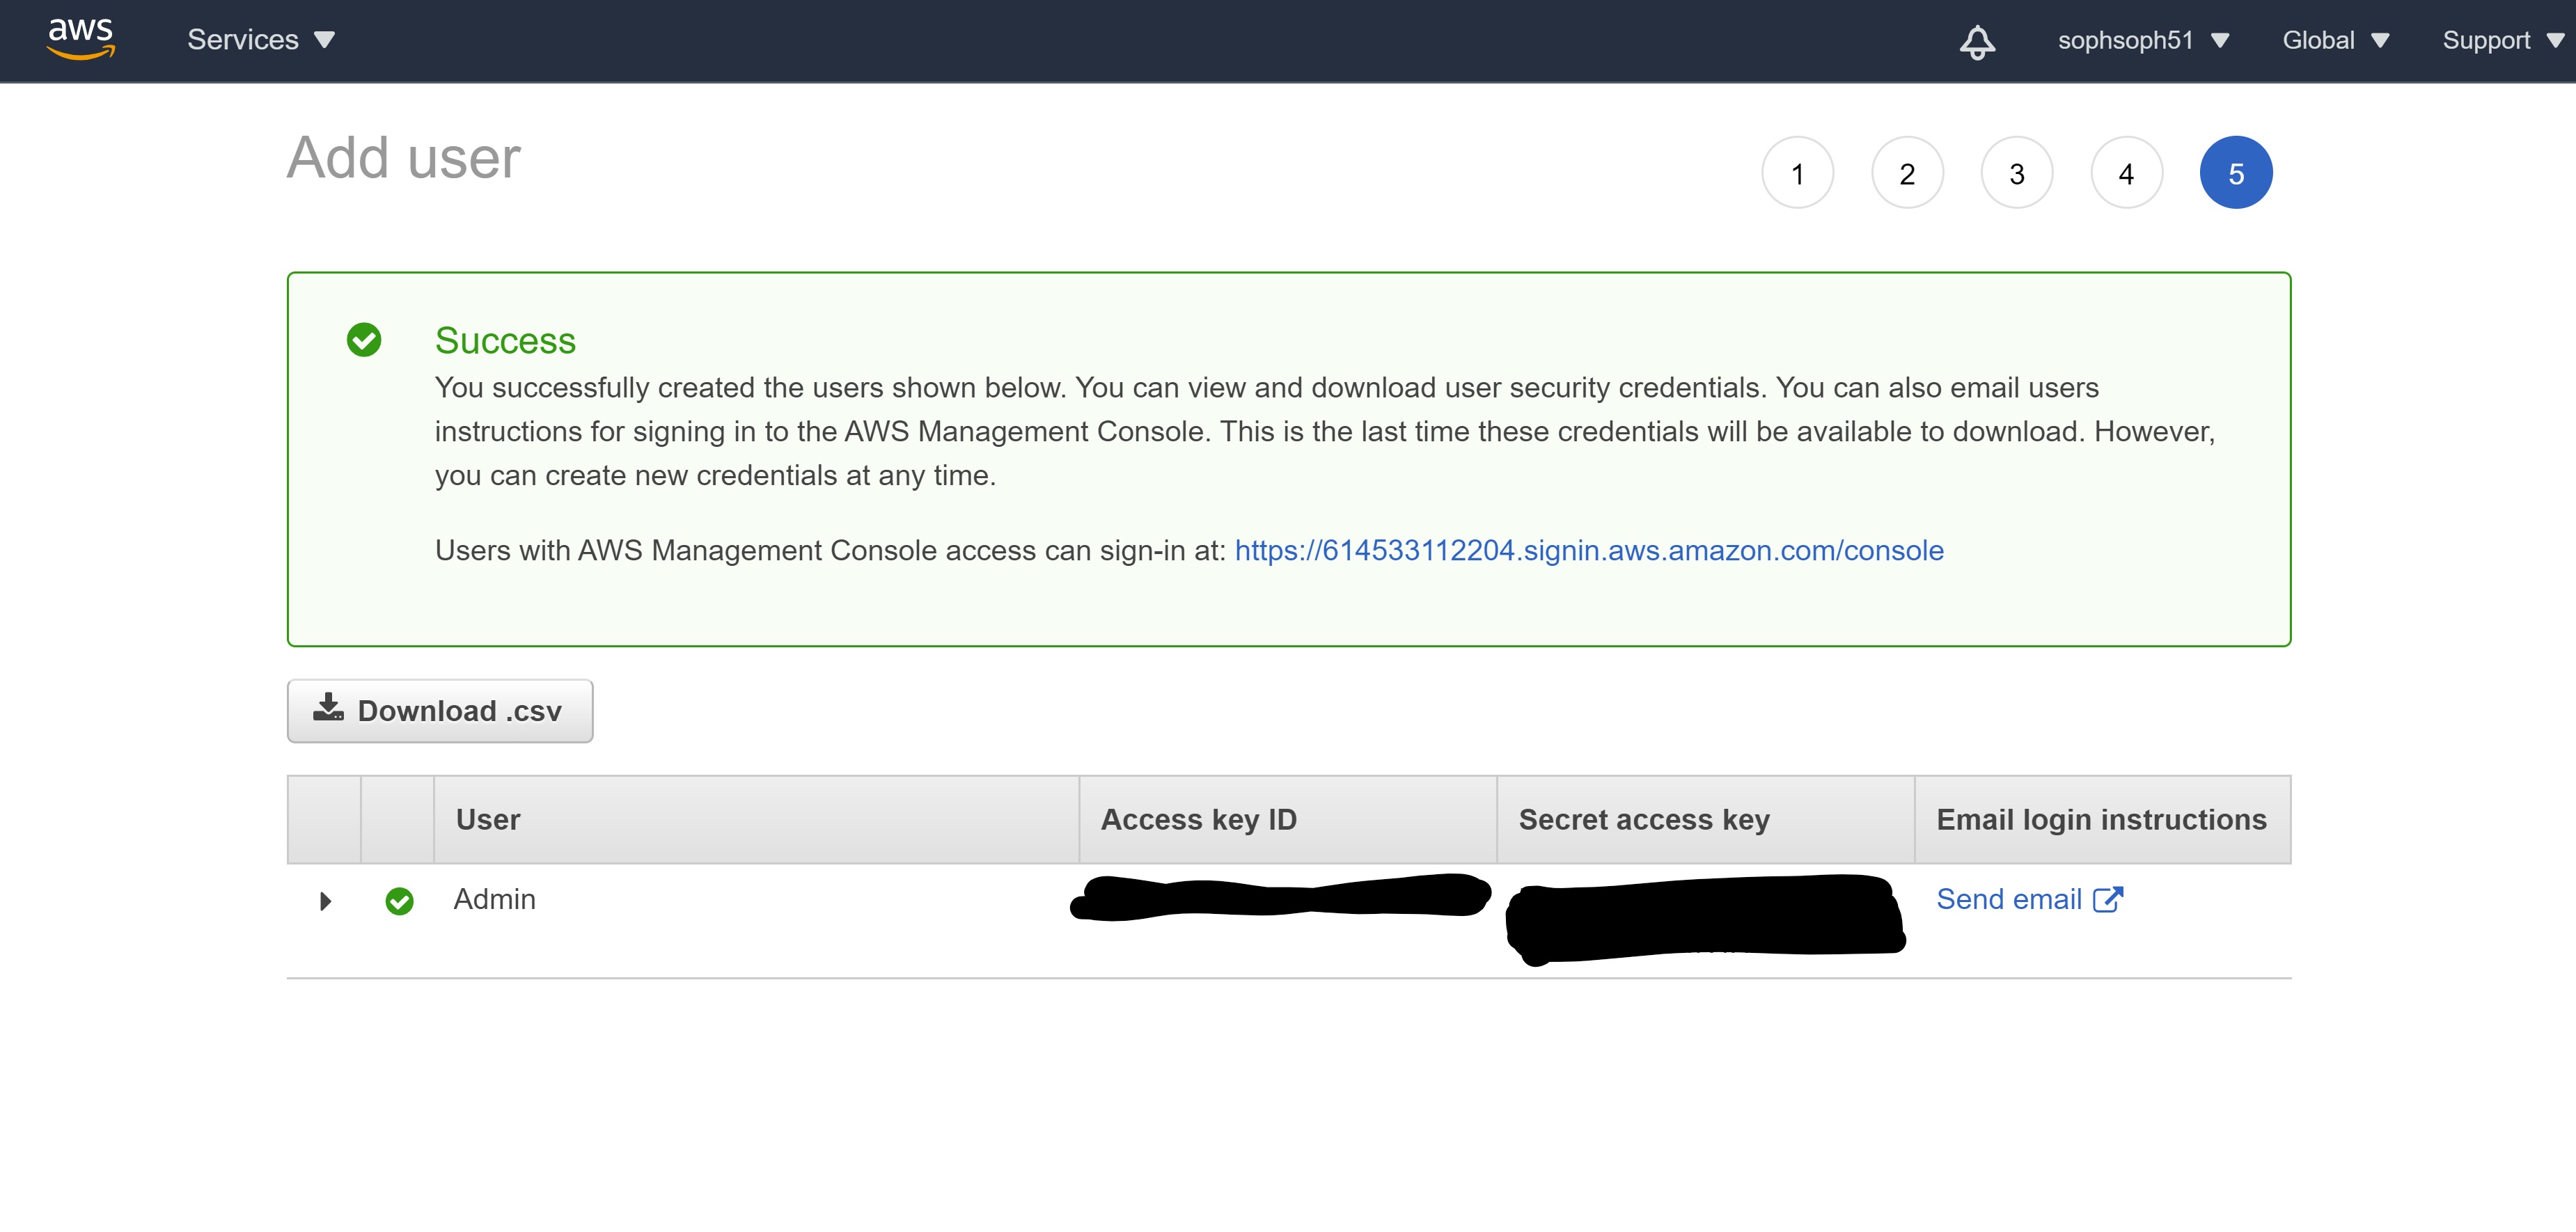 aws Services sophsoph51 Global Support
Add user
1 2 3 4 5
Success
You successfully created the users shown below. You can view and download user security credentials. You can also email users
instructions for signing in to the AWS Management Console. This is the last time these credentials will be available to download. However,
you can create new credentials at any time.
Users with AWS Management Console access can sign-in at: https://614533112204.signin.aws.amazon.com/console
Download .csv
User Access key ID Secret access key Email login instructions
Admin Send email